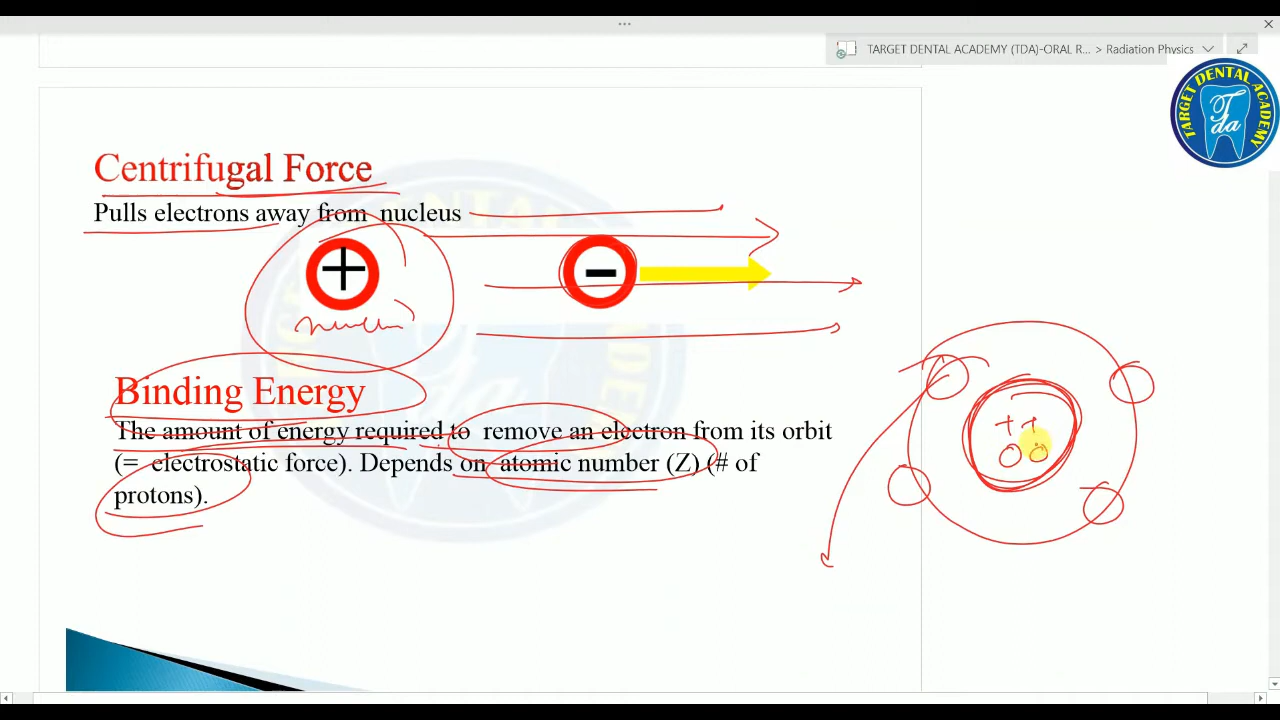 TARGET DENTAL ACADEMY (TDA)-ORAL R... > Radiation Physics
TARGET DENTAL ACADEMY
Tda
Centrifugal Force
Pulls electrons away from nucleus
+
-
nucleus
Binding Energy
The amount of energy required to remove an electron from its orbit
(= electrostatic force). Depends on atomic number (Z) (# of
protons).
+ +